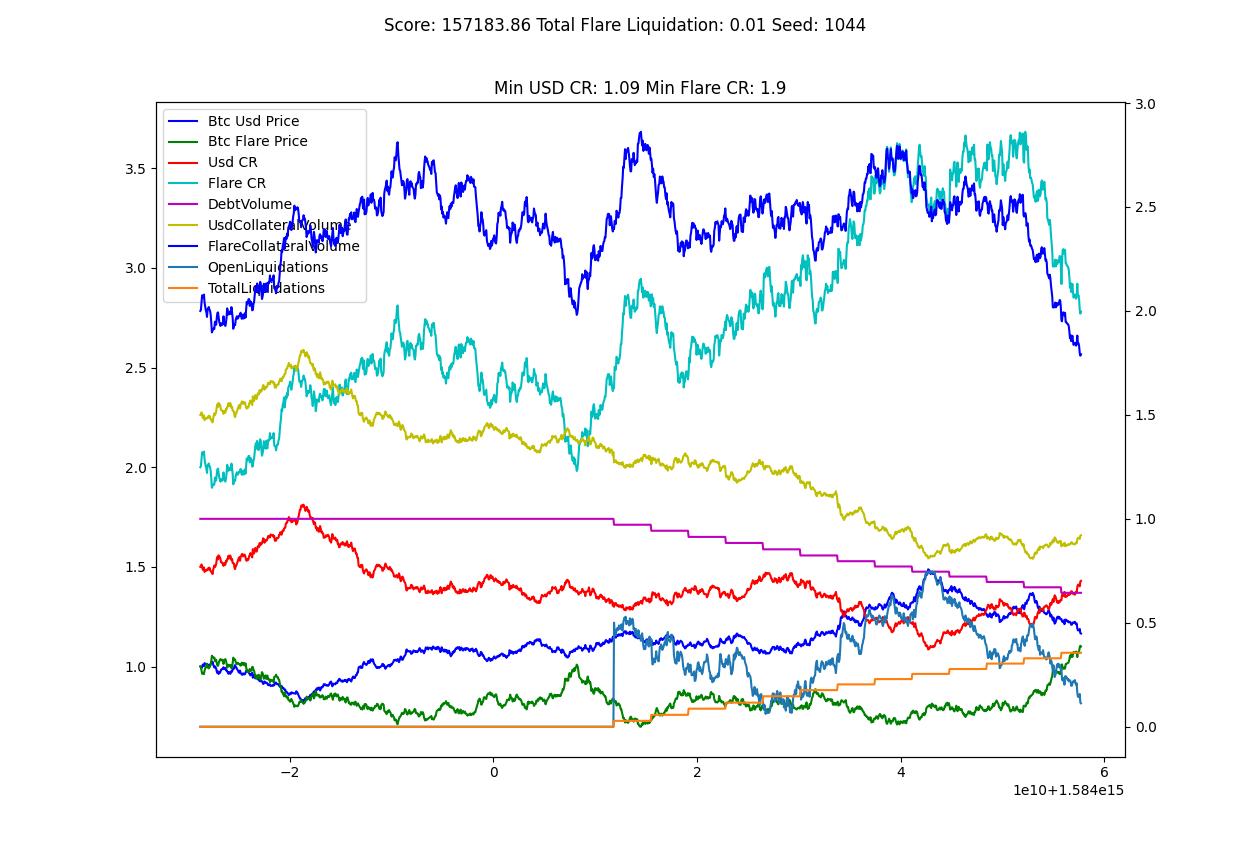 Score: 157183.86 Total Flare Liquidation: 0.01 Seed: 1044
Min USD CR: 1.09 Min Flare CR: 1.9
Btc Usd Price
Btc Flare Price
Usd CR
Flare CR
DebtVolume
UsdCollateralVolume
FlareCollateralVolume
OpenLiquidations
TotalLiquidations
3.5
3.0
2.5
2.0
1.5
1.0
3.0
2.5
2.0
1.5
1.0
0.5
0.0
−2 0 2 4 6
1e10+1.584e15